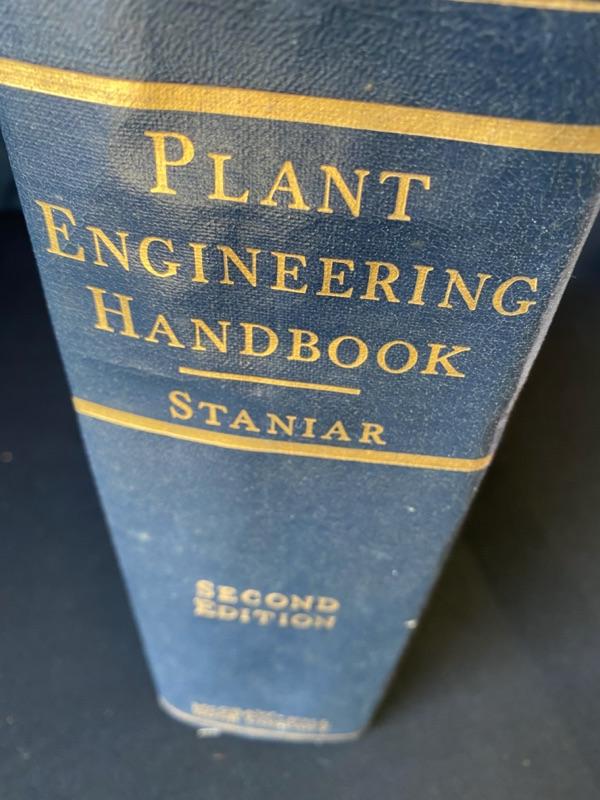 PLANT
ENGINEERING
HANDBOOK
STANIAR
SECOND
EDITION